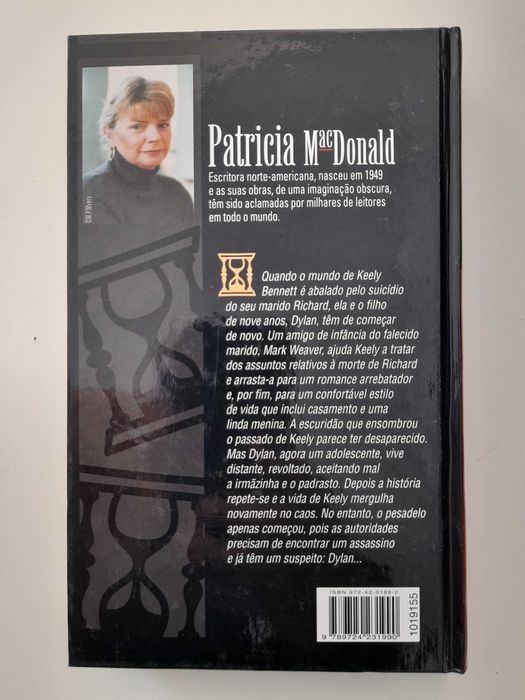 Patricia MacDonald
Escritora norte-americana, nasceu em 1949
e as suas obras, de uma imaginação obscura,
têm sido aclamadas por milhares de leitores
em todo o mundo.
©M.P.Myers
Quando o mundo de Keely
Bennett é abalado pelo suicídio
do seu marido Richard, ela e o filho
de nove anos, Dylan, têm de começar
de novo. Um amigo de infância do falecido
marido, Mark Weaver, ajuda Keely a tratar
dos assuntos relativos à morte de Richard
e arrasta-a para um romance arrebatador
e, por fim, para um confortável estilo
de vida que inclui casamento e uma
linda menina. A escuridão que ensombrou
o passado de Keely parece ter desaparecido.
Mas Dylan, agora um adolescente, vive
distante, revoltado, aceitando mal
a irmãzinha e o padrasto. Depois a história
repete-se e a vida de Keely mergulha
novamente no caos. No entanto, o pesadelo
apenas começou, pois as autoridades
precisam de encontrar um assassino
e já têm um suspeito: Dylan...
ISBN 972-42-3199-2
9 789724 231990
1019155